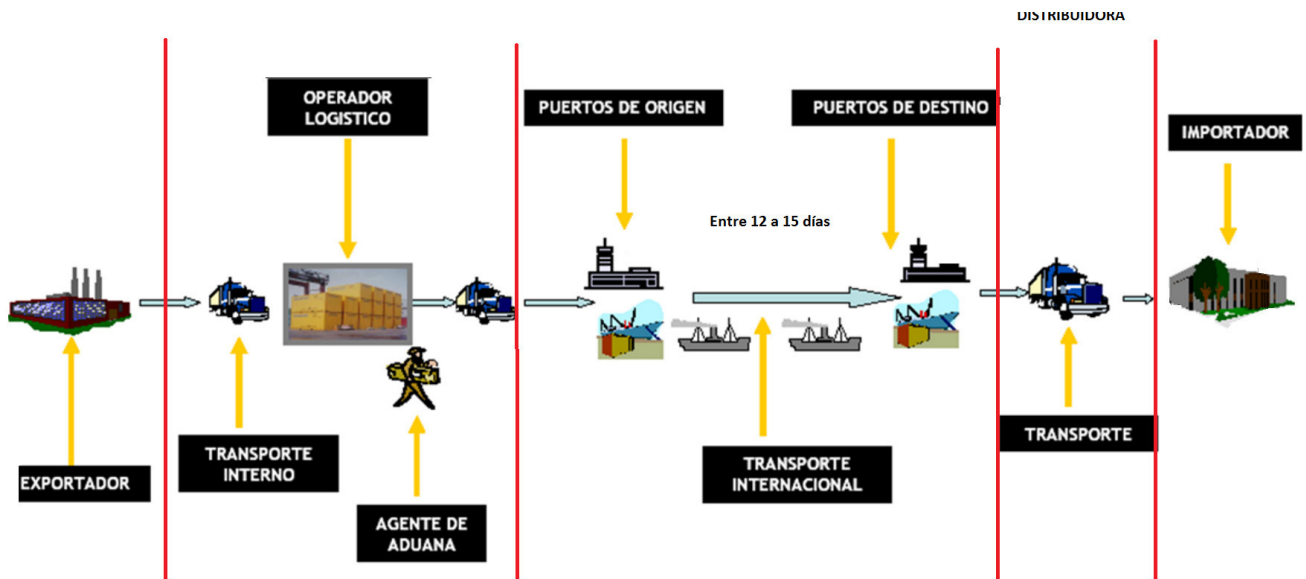 DISTRIBUIDORA
OPERADOR
LOGISTICO
PUERTOS DE ORIGEN
PUERTOS DE DESTINO
IMPORTADOR
Entre 12 a 15 días
EXPORTADOR
TRANSPORTE
INTERNO
AGENTE DE
ADUANA
TRANSPORTE
INTERNACIONAL
TRANSPORTE